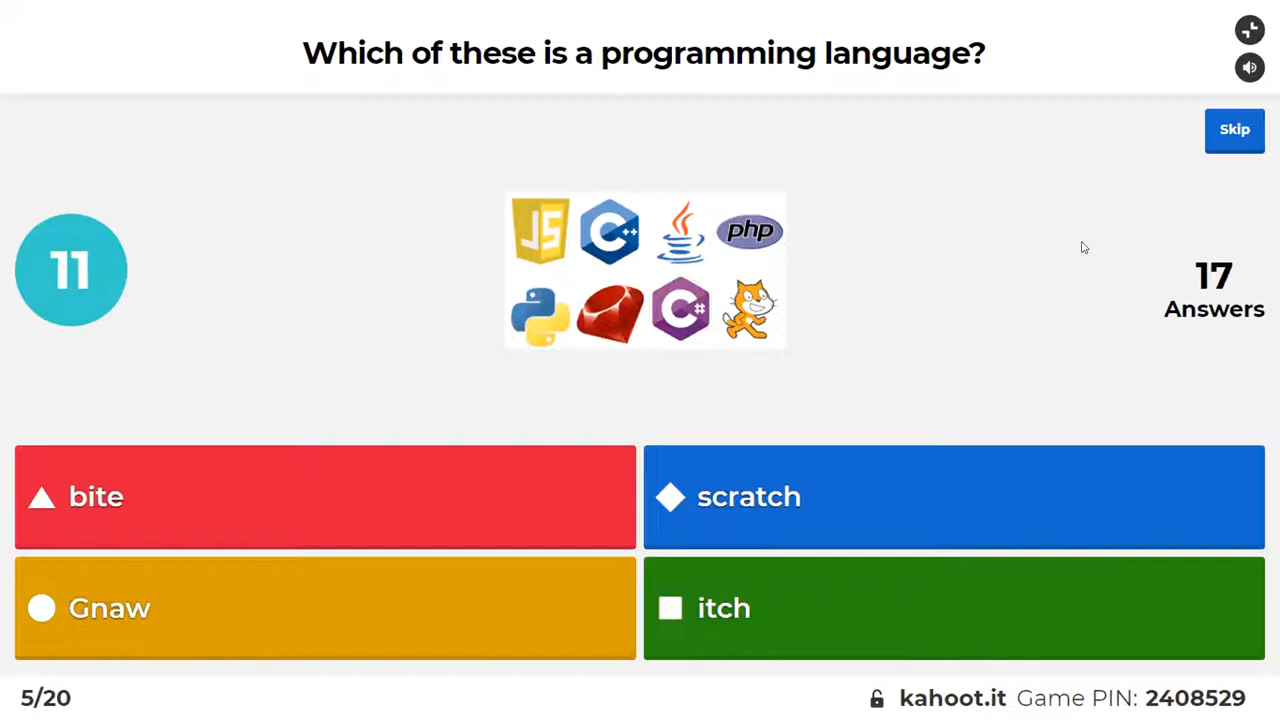 Which of these is a programming language?
Skip
11
JS C++ php
C#
17
Answers
bite
scratch
Gnaw
itch
5/20
kahoot.it Game PIN: 2408529